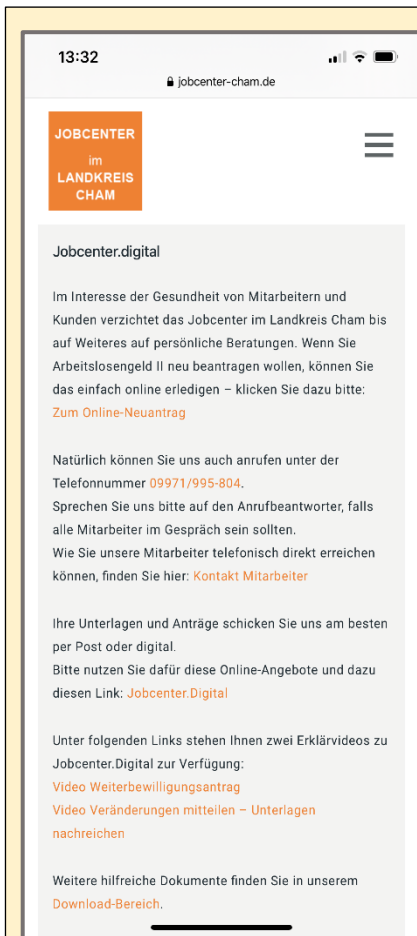 13:32
jobcenter-cham.de
JOBCENTER
im
LANDKREIS
CHAM
Jobcenter.digital
Im Interesse der Gesundheit von Mitarbeitern und
Kunden verzichtet das Jobcenter im Landkreis Cham bis
auf Weiteres auf persönliche Beratungen. Wenn Sie
Arbeitslosengeld II neu beantragen wollen, können Sie
das einfach online erledigen – klicken Sie dazu bitte:
Zum Online-Neuantrag
Natürlich können Sie uns auch anrufen unter der
Telefonnummer 09971/995-804.
Sprechen Sie uns bitte auf den Anrufbeantworter, falls
alle Mitarbeiter im Gespräch sein sollten.
Wie Sie unsere Mitarbeiter telefonisch direkt erreichen
können, finden Sie hier: Kontakt Mitarbeiter
Ihre Unterlagen und Anträge schicken Sie uns am besten
per Post oder digital.
Bitte nutzen Sie dafür diese Online-Angebote und dazu
diesen Link: Jobcenter.Digital
Unter folgenden Links stehen Ihnen zwei Erklärvideos zu
Jobcenter.Digital zur Verfügung:
Video Weiterbewilligungsantrag
Video Veränderungen mitteilen – Unterlagen
nachreichen
Weitere hilfreiche Dokumente finden Sie in unserem
Download-Bereich.